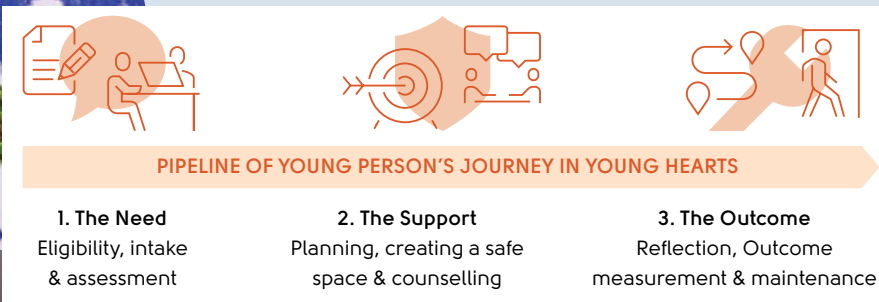 PIPELINE OF YOUNG PERSON'S JOURNEY IN YOUNG HEARTS
1. The Need
Eligibility, intake
& assessment
2. The Support
Planning, creating a safe
space & counselling
3. The Outcome
Reflection, Outcome
measurement & maintenance